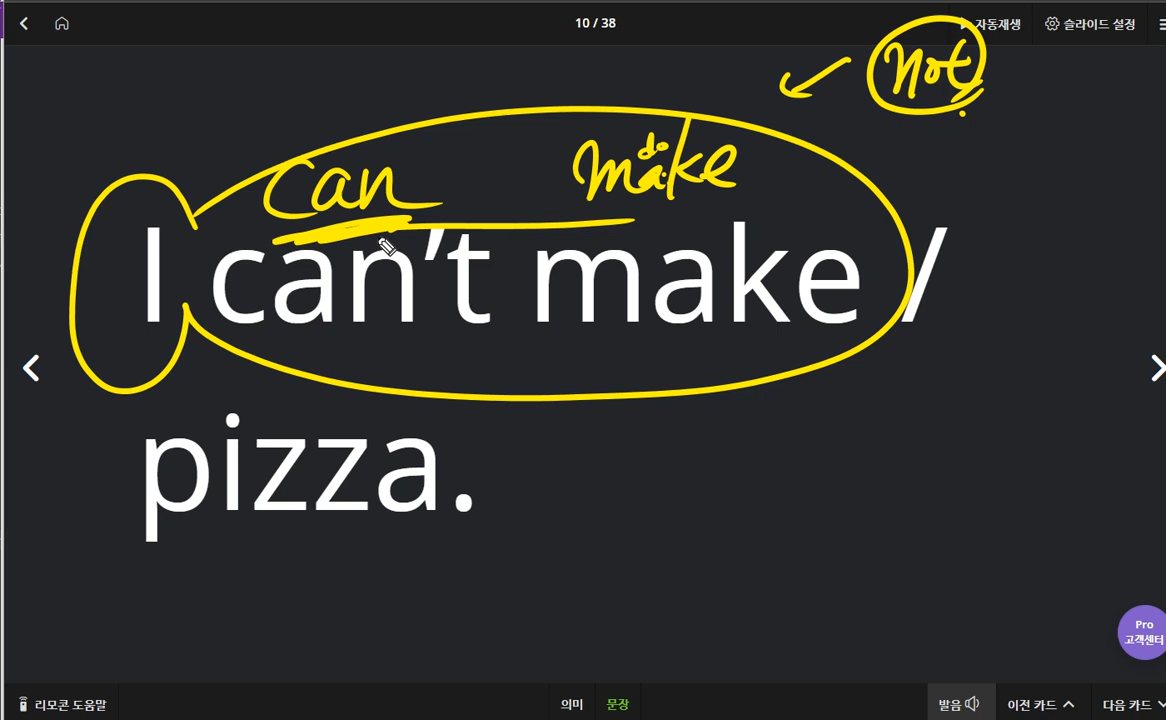 10 / 38
자동재생
슬라이드 설정
Not
can
do
make
I can't make /
pizza.
Pro
고객센터
리모콘 도움말
의미
문장
발음
이전 카드
다음 카드